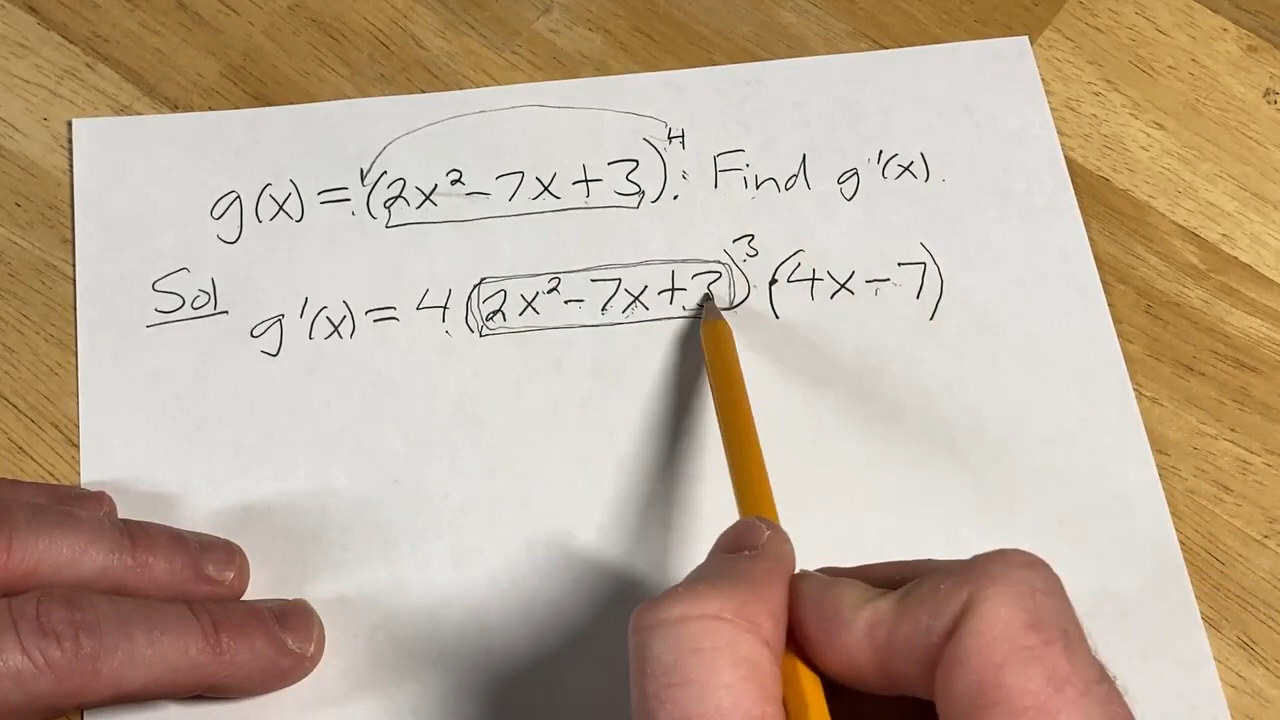 g(x) = (2x² - 7x + 3)⁴. Find g'(x).
Sol g'(x) = 4 (2x² - 7x + 3)³ (4x - 7)